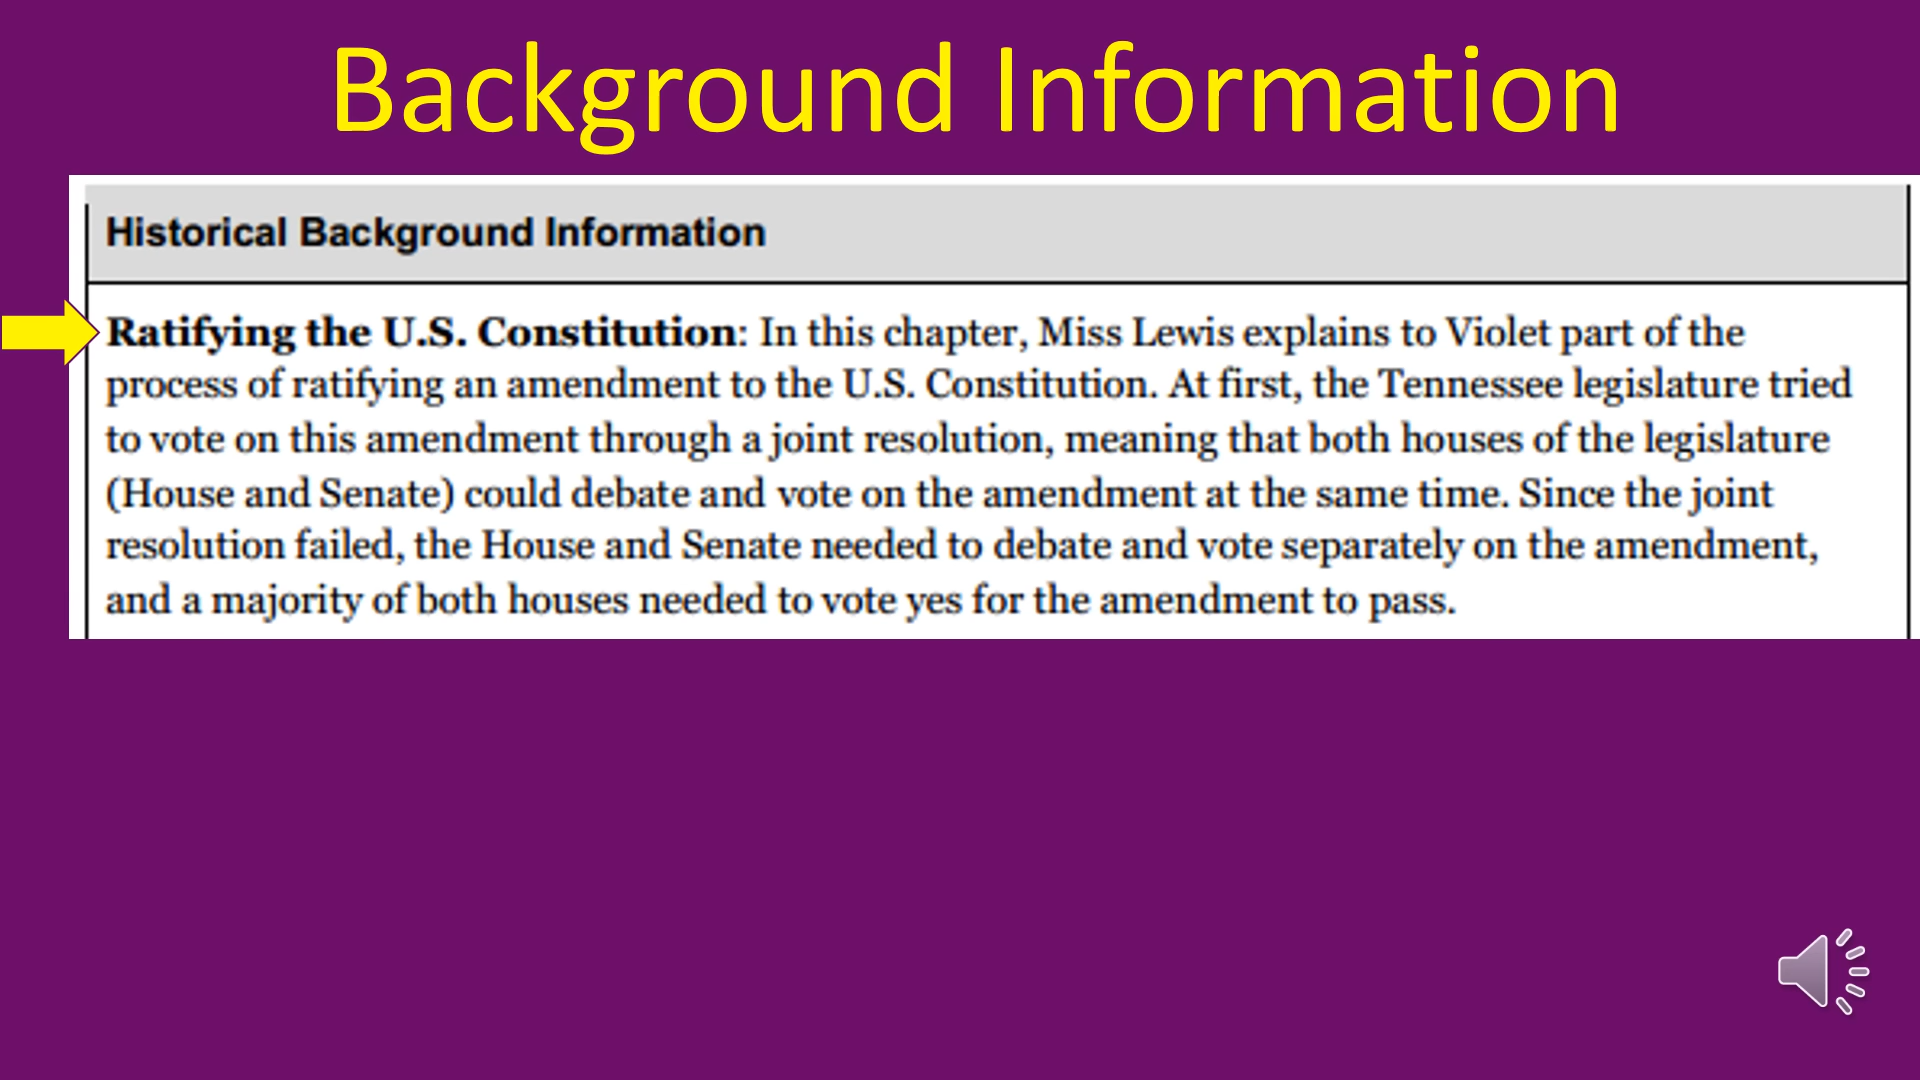 Background Information
Historical Background Information
Ratifying the U.S. Constitution: In this chapter, Miss Lewis explains to Violet part of the
process of ratifying an amendment to the U.S. Constitution. At first, the Tennessee legislature tried
to vote on this amendment through a joint resolution, meaning that both houses of the legislature
(House and Senate) could debate and vote on the amendment at the same time. Since the joint
resolution failed, the House and Senate needed to debate and vote separately on the amendment,
and a majority of both houses needed to vote yes for the amendment to pass.